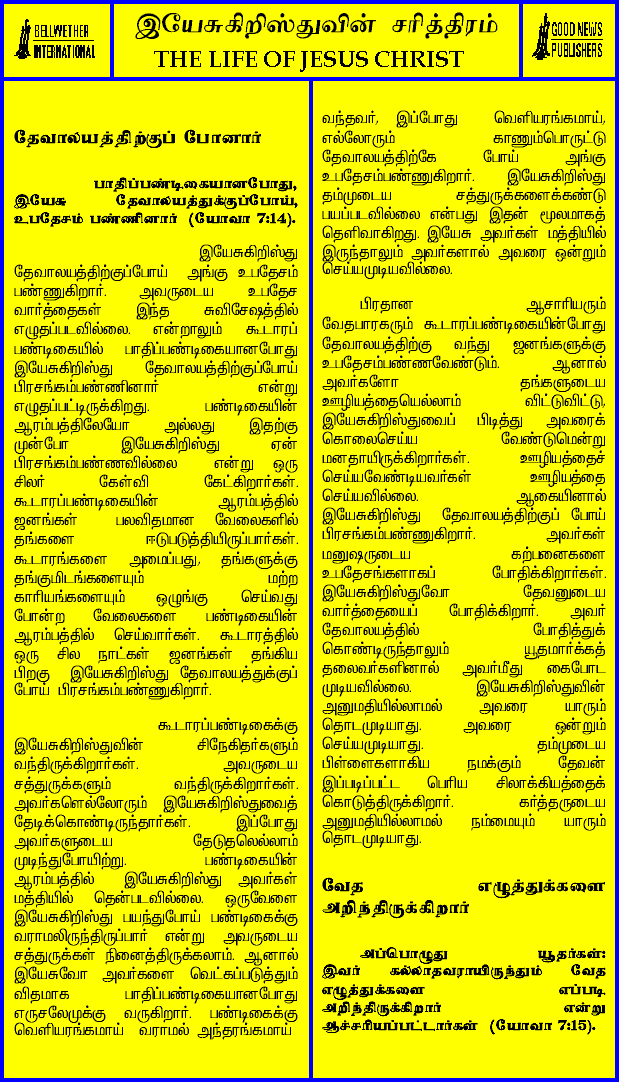 BELLWETHER
INTERNATIONAL
இயேசுகிறிஸ்துவின் சரித்திரம்
THE LIFE OF JESUS CHRIST
GOOD NEWS
PUBLISHERS
தேவாலயத்திற்குப் போனார்
பாதிப்பண்டிகையானபோது,
இயேசு தேவாலயத்துக்குப்போய்,
உபதேசம் பண்ணினார் (யோவா 7:14).
இயேசுகிறிஸ்து
தேவாலயத்திற்குப்போய் அங்கு உபதேசம்
பண்ணுகிறார். அவருடைய உபதேச
வார்த்தைகள் இந்த சுவிசேஷத்தில்
எழுதப்படவில்லை. என்றாலும் கூடாரப்
பண்டிகையில் பாதிப்பண்டிகையானபோது
இயேசுகிறிஸ்து தேவாலயத்திற்குப்போய்
பிரசங்கம்பண்ணினார் என்று
எழுதப்பட்டிருக்கிறது. பண்டிகையின்
ஆரம்பத்திலேயோ அல்லது இதற்கு
முன்போ இயேசுகிறிஸ்து ஏன்
பிரசங்கம்பண்ணவில்லை என்று ஒரு
சிலர் கேள்வி கேட்கிறார்கள்.
கூடாரப்பண்டிகையின் ஆரம்பத்தில்
ஜனங்கள் பலவிதமான வேலைகளில்
தங்களை ஈடுபடுத்தியிருப்பார்கள்.
கூடாரங்களை அமைப்பது, தங்களுக்கு
தங்குமிடங்களையும் மற்ற
காரியங்களையும் ஒழுங்கு செய்வது
போன்ற வேலைகளை பண்டிகையின்
ஆரம்பத்தில் செய்வார்கள். கூடாரத்தில்
ஒரு சில நாட்கள் ஜனங்கள் தங்கிய
பிறகு இயேசுகிறிஸ்து தேவாலயத்துக்குப்
போய் பிரசங்கம்பண்ணுகிறார்.
கூடாரப்பண்டிகைக்கு
இயேசுகிறிஸ்துவின் சிநேகிதர்களும்
வந்திருக்கிறார்கள். அவருடைய
சத்துருக்களும் வந்திருக்கிறார்கள்.
அவர்களெல்லோரும் இயேசுகிறிஸ்துவைத்
தேடிக்கொண்டிருந்தார்கள். இப்போது
அவர்களுடைய தேடுதலெல்லாம்
முடிந்துபோயிற்று. பண்டிகையின்
ஆரம்பத்தில் இயேசுகிறிஸ்து அவர்கள்
மத்தியில் தென்படவில்லை. ஒருவேளை
இயேசுகிறிஸ்து பயந்துபோய் பண்டிகைக்கு
வராமலிருந்திருப்பார் என்று அவருடைய
சத்துருக்கள் நினைத்திருக்கலாம். ஆனால்
இயேசுவோ அவர்களை வெட்கப்படுத்தும்
விதமாக பாதிப்பண்டிகையானபோது
எருசலேமுக்கு வருகிறார். பண்டிகைக்கு
வெளியரங்கமாய் வராமல் அந்தரங்கமாய்
வந்தவர், இப்போது வெளியரங்கமாய்,
எல்லோரும் காணும்பொருட்டு
தேவாலயத்திற்கே போய் அங்கு
உபதேசம்பண்ணுகிறார். இயேசுகிறிஸ்து
தம்முடைய சத்துருக்களைக்கண்டு
பயப்படவில்லை என்பது இதன் மூலமாகத்
தெளிவாகிறது. இயேசு அவர்கள் மத்தியில்
இருந்தாலும் அவர்களால் அவரை ஒன்றும்
செய்யமுடியவில்லை.
பிரதான ஆசாரியரும்
வேதபாரகரும் கூடாரப்பண்டிகையின்போது
தேவாலயத்திற்கு வந்து ஜனங்களுக்கு
உபதேசம்பண்ணவேண்டும். ஆனால்
அவர்களோ தங்களுடைய
ஊழியத்தையெல்லாம் விட்டுவிட்டு,
இயேசுகிறிஸ்துவைப் பிடித்து அவரைக்
கொலைசெய்ய வேண்டுமென்று
மனதாயிருக்கிறார்கள். ஊழியத்தைச்
செய்யவேண்டியவர்கள் ஊழியத்தை
செய்யவில்லை. ஆகையினால்
இயேசுகிறிஸ்து தேவாலயத்திற்குப் போய்
பிரசங்கம்பண்ணுகிறார். அவர்கள்
மனுஷருடைய கற்பனைகளை
உபதேசங்களாகப் போதிக்கிறார்கள்.
இயேசுகிறிஸ்துவோ தேவனுடைய
வார்த்தையைப் போதிக்கிறார். அவர்
தேவாலயத்தில் போதித்துக்
கொண்டிருந்தாலும் யூதமார்க்கத்
தலைவர்களினால் அவர்மீது கைபோட
முடியவில்லை. இயேசுகிறிஸ்துவின்
அனுமதியில்லாமல் அவரை யாரும்
தொடமுடியாது. அவரை ஒன்றும்
செய்யமுடியாது. தம்முடைய
பிள்ளைகளாகிய நமக்கும் தேவன்
இப்படிப்பட்ட பெரிய சிலாக்கியத்தைக்
கொடுத்திருக்கிறார். கர்த்தருடைய
அனுமதியில்லாமல் நம்மையும் யாரும்
தொடமுடியாது.
வேத எழுத்துக்களை
அறிந்திருக்கிறார்
அப்பொழுது யூதர்கள்:
இவர் கல்லாதவராயிருந்தும் வேத
எழுத்துக்களை எப்படி
அறிந்திருக்கிறார் என்று
ஆச்சரியப்பட்டார்கள் (யோவா 7:15).